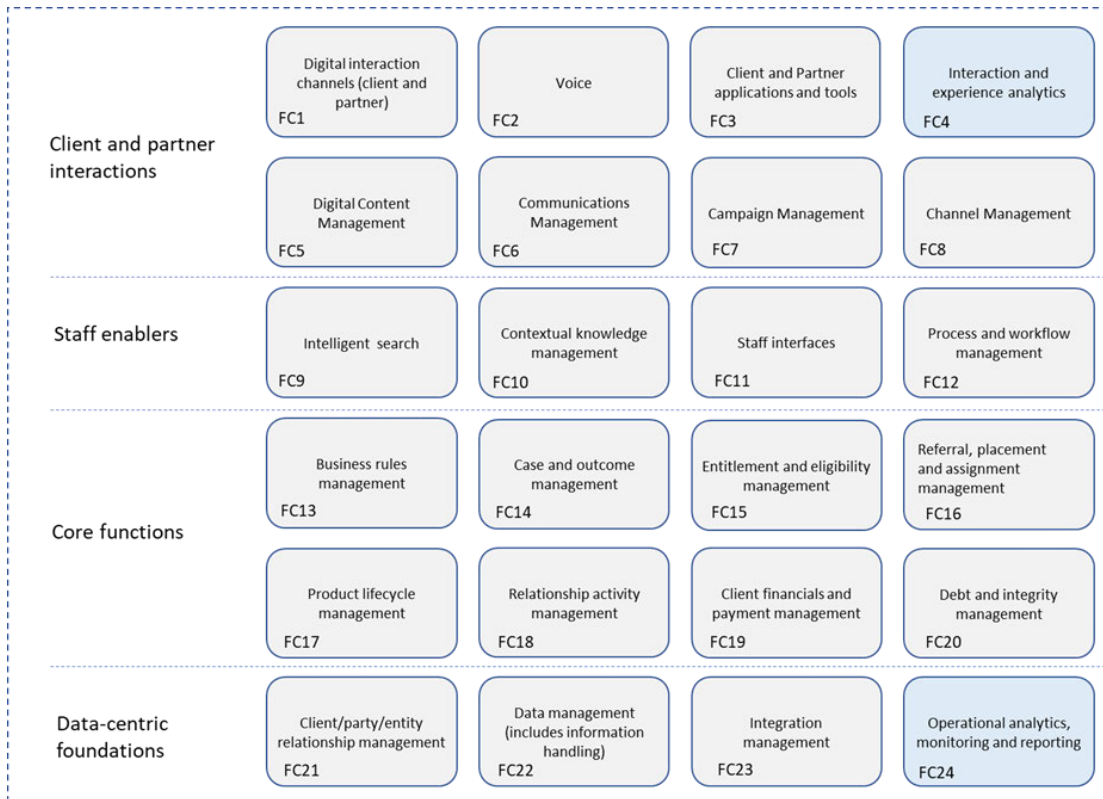 Client and partner
interactions
Digital interaction
channels (client and
partner)
FC1
Voice
FC2
Client and Partner
applications and tools
FC3
Interaction and
experience analytics
FC4
Digital Content
Management
FC5
Communications
Management
FC6
Campaign Management
FC7
Channel Management
FC8
Staff enablers
Intelligent search
FC9
Contextual knowledge
management
FC10
Staff interfaces
FC11
Process and workflow
management
FC12
Core functions
Business rules
management
FC13
Case and outcome
management
FC14
Entitlement and eligibility
management
FC15
Referral, placement
and assignment
management
FC16
Product lifecycle
management
FC17
Relationship activity
management
FC18
Client financials and
payment management
FC19
Debt and integrity
management
FC20
Data-centric
foundations
Client/party/entity
relationship management
FC21
Data management
(includes information
handling)
FC22
Integration
management
FC23
Operational analytics,
monitoring and reporting
FC24